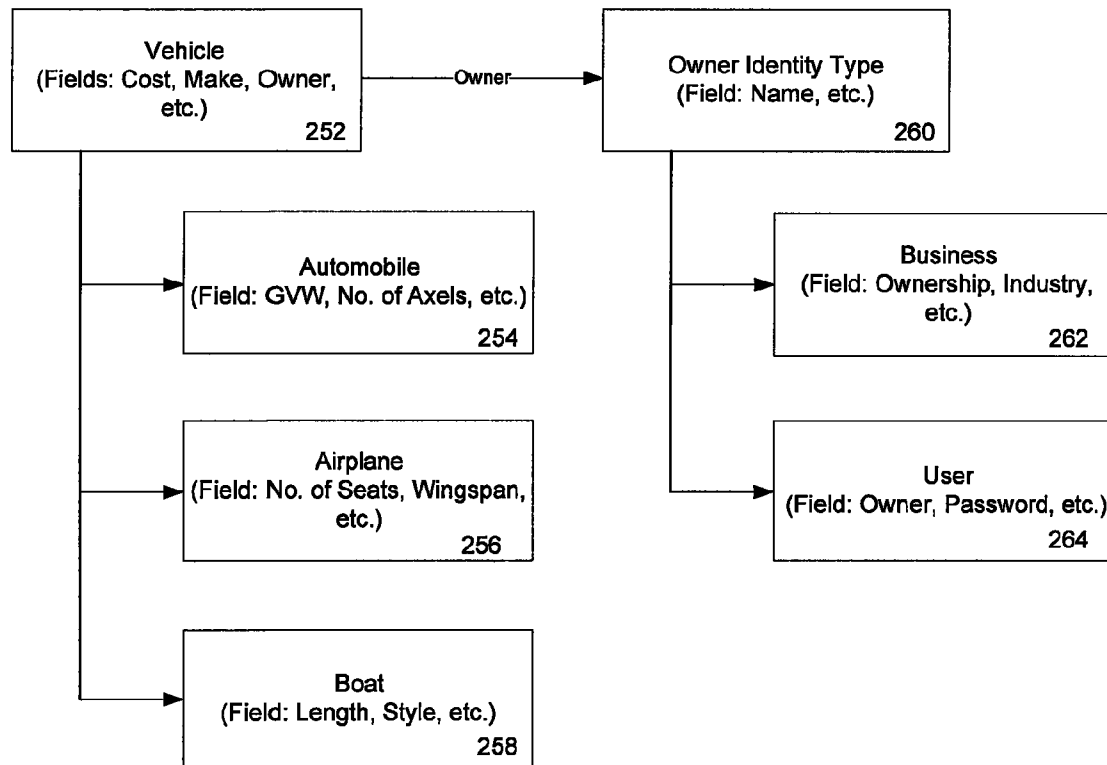 Vehicle
(Fields: Cost, Make, Owner,
etc.)
252
Owner
Owner Identity Type
(Field: Name, etc.)
260
Automobile
(Field: GVW, No. of Axels, etc.)
254
Business
(Field: Ownership, Industry,
etc.)
262
Airplane
(Field: No. of Seats, Wingspan,
etc.)
256
User
(Field: Owner, Password, etc.)
264
Boat
(Field: Length, Style, etc.)
258